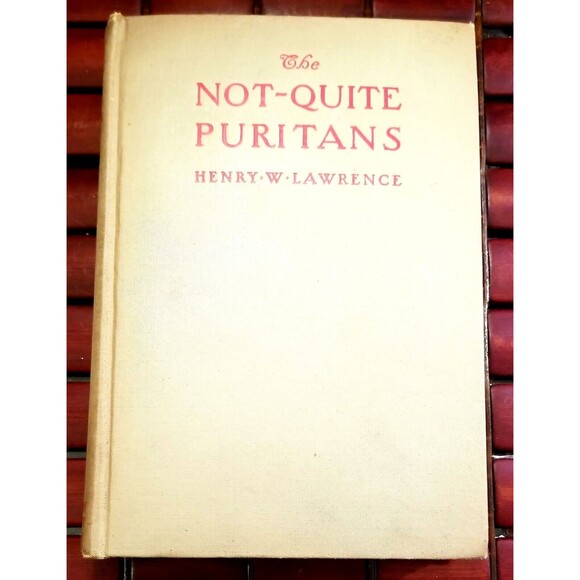 The
NOT-QUITE
PURITANS
HENRY·W·LAWRENCE